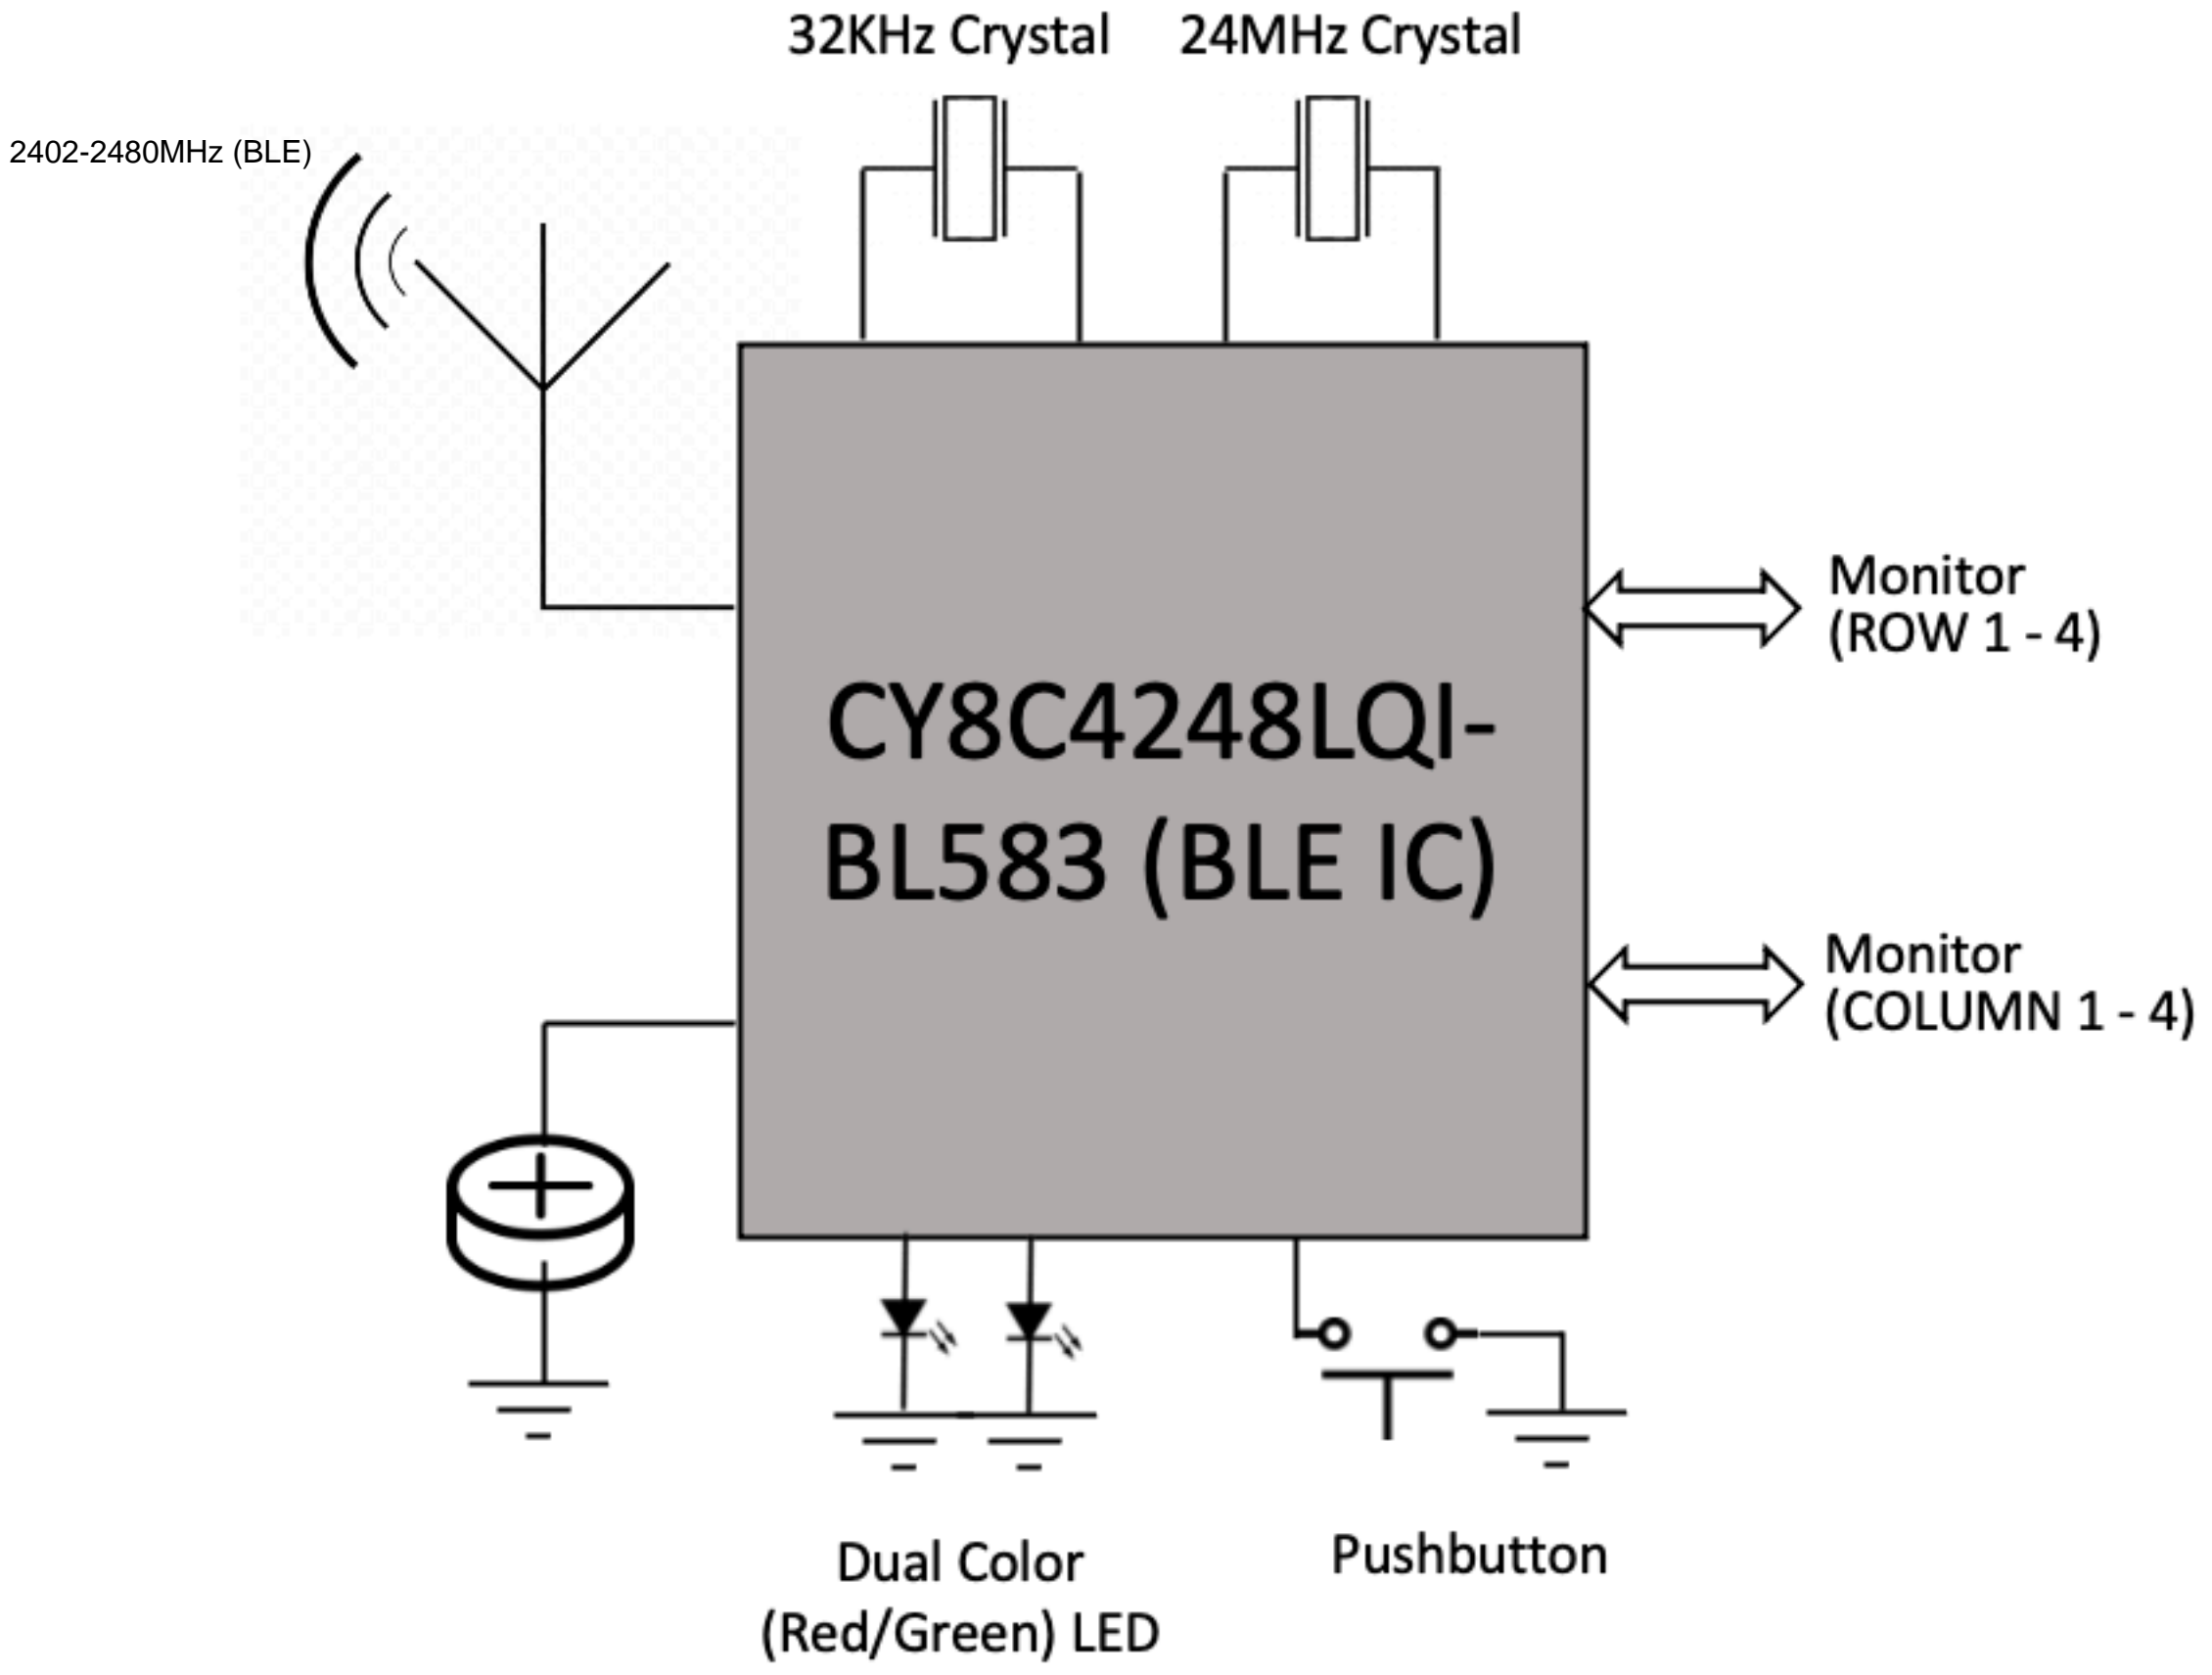 32KHz Crystal
24MHz Crystal
2402-2480MHz (BLE)
Monitor
(ROW 1 - 4)
CY8C4248LQI-
BL583 (BLE IC)
Monitor
(COLUMN 1 - 4)
Dual Color
(Red/Green) LED
Pushbutton